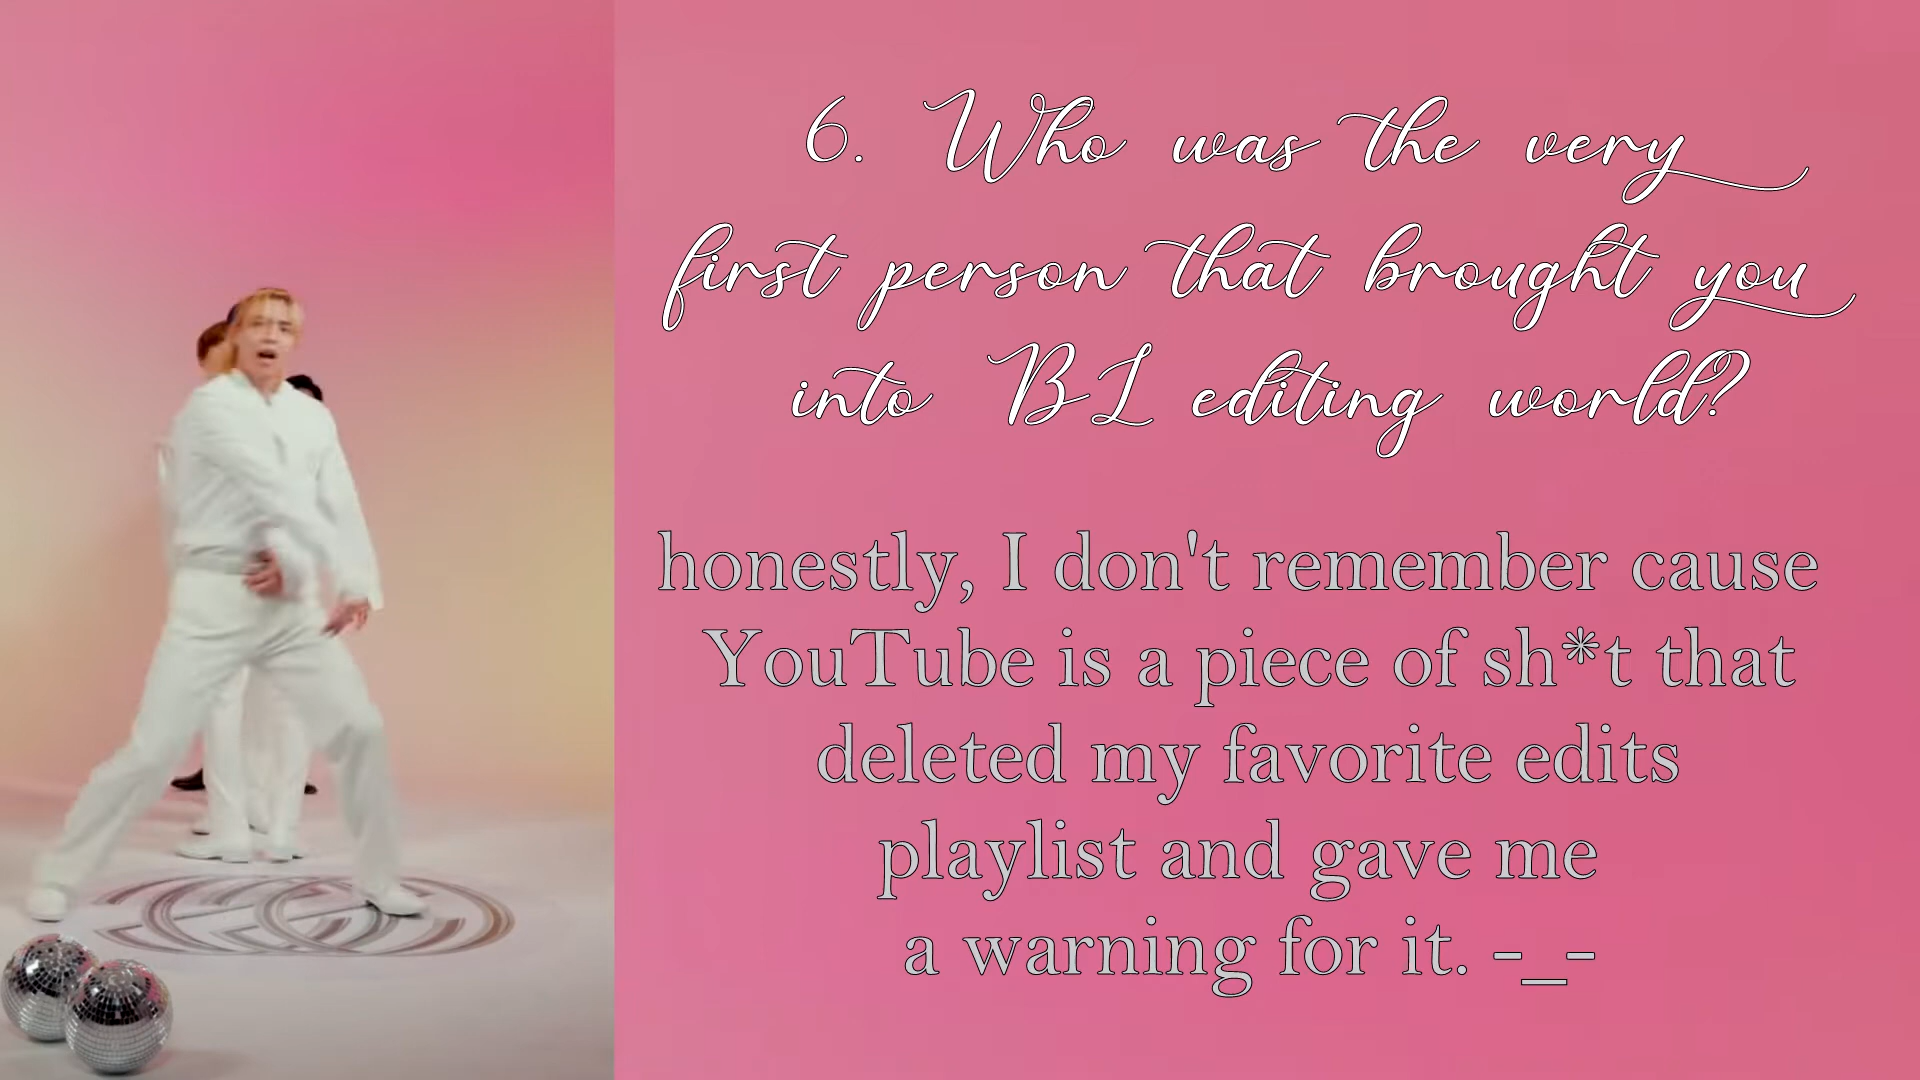 6. Who was the very
first person that brought you
into BL editing world?
honestly, I don't remember cause
YouTube is a piece of sh*t that
deleted my favorite edits
playlist and gave me
a warning for it. -_-